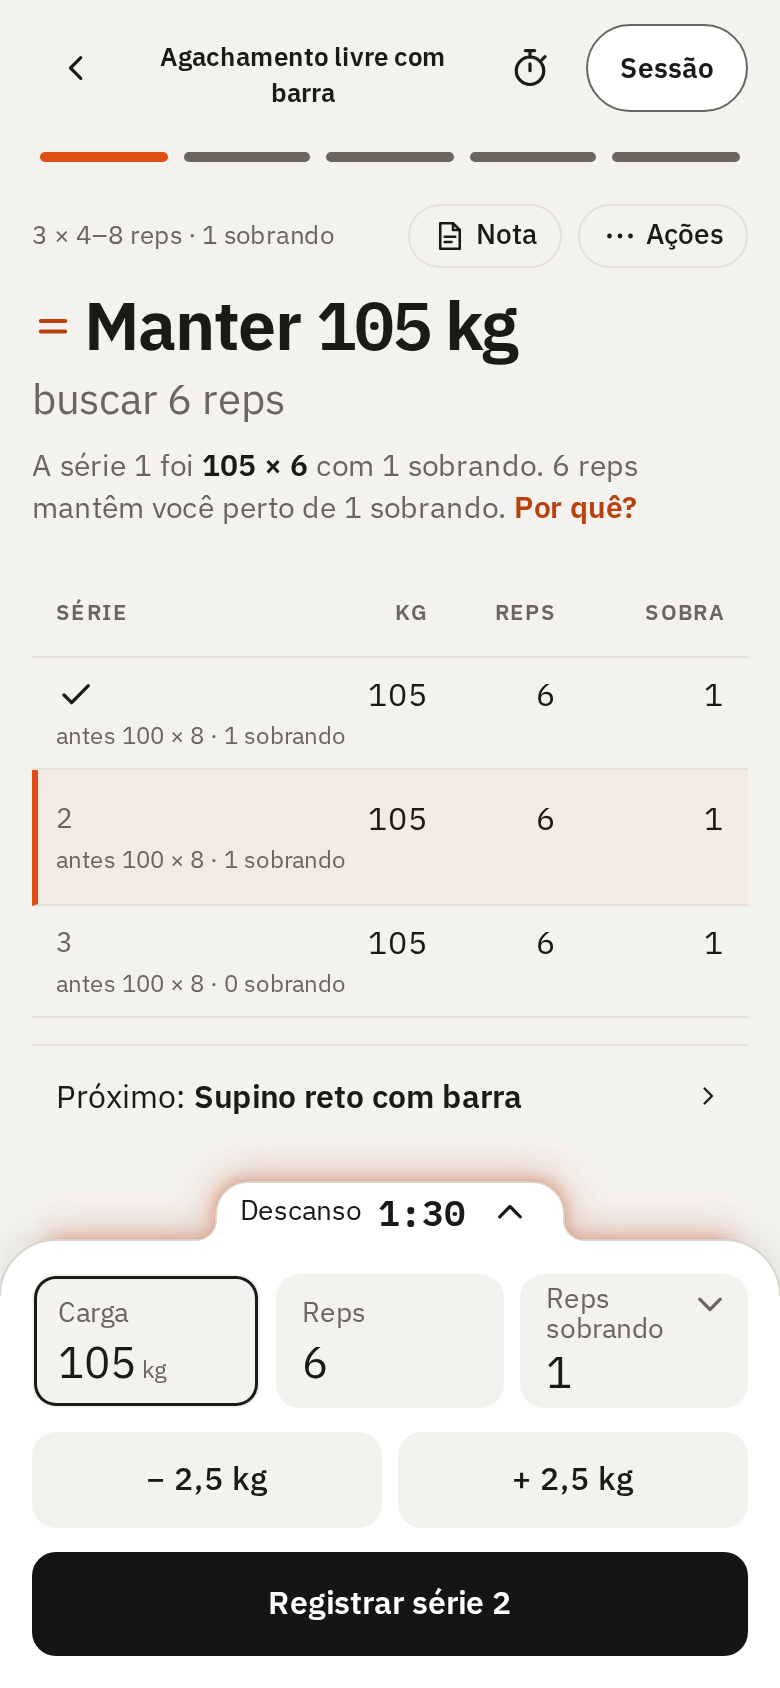 Agachamento livre com
barra
Sessão
3 × 4–8 reps · 1 sobrando
Nota
Ações
= Manter 105 kg
buscar 6 reps
A série 1 foi 105 × 6 com 1 sobrando. 6 reps
mantêm você perto de 1 sobrando. Por quê?
SÉRIE KG REPS SOBRA
105 6 1
antes 100 × 8 · 1 sobrando
2 105 6 1
antes 100 × 8 · 1 sobrando
3 105 6 1
antes 100 × 8 · 0 sobrando
Próximo: Supino reto com barra
Descanso 1:30
Carga
105 kg
Reps
6
Reps
sobrando
1
− 2,5 kg
+ 2,5 kg
Registrar série 2